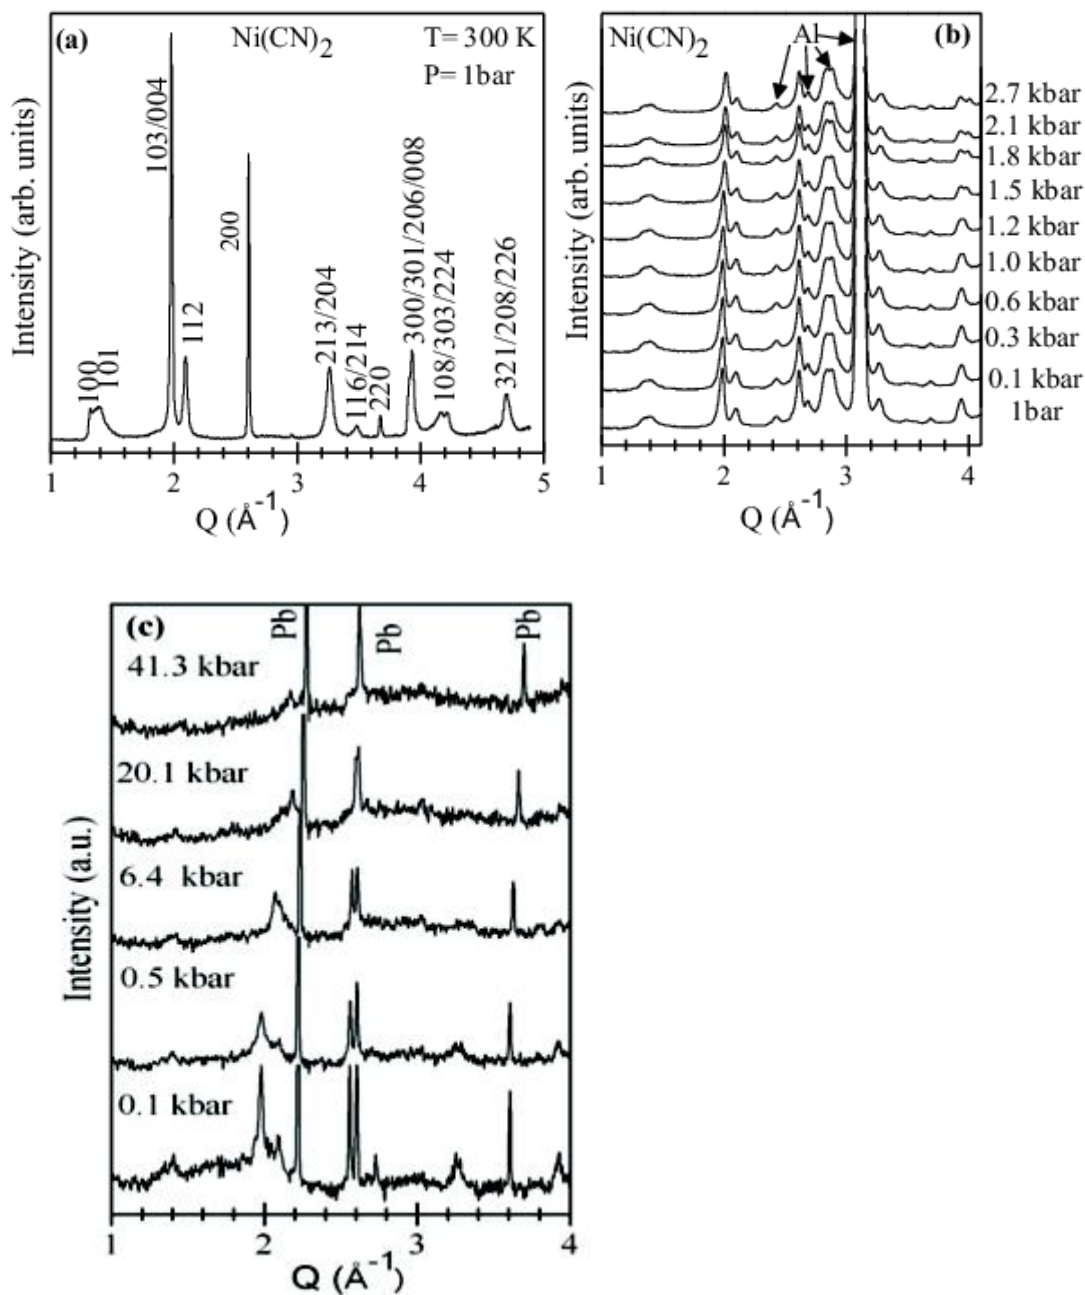 (a) Ni(CN)2 T= 300 K
P= 1bar
Intensity (arb. units)
100
101
103/004
112
200
213/204
116/214
220
300/301/206/008
108/303/224
321/208/226
1 2 3 4 5
Q (Å-1)
Ni(CN)2 Al (b)
Intensity (arb. units)
2.7 kbar
2.1 kbar
1.8 kbar
1.5 kbar
1.2 kbar
1.0 kbar
0.6 kbar
0.3 kbar
0.1 kbar
1bar
1 2 3 4
Q (Å-1)
(c) Pb Pb Pb
41.3 kbar
20.1 kbar
6.4 kbar
0.5 kbar
0.1 kbar
Intensity (a.u.)
1 2 3 4
Q (Å-1)